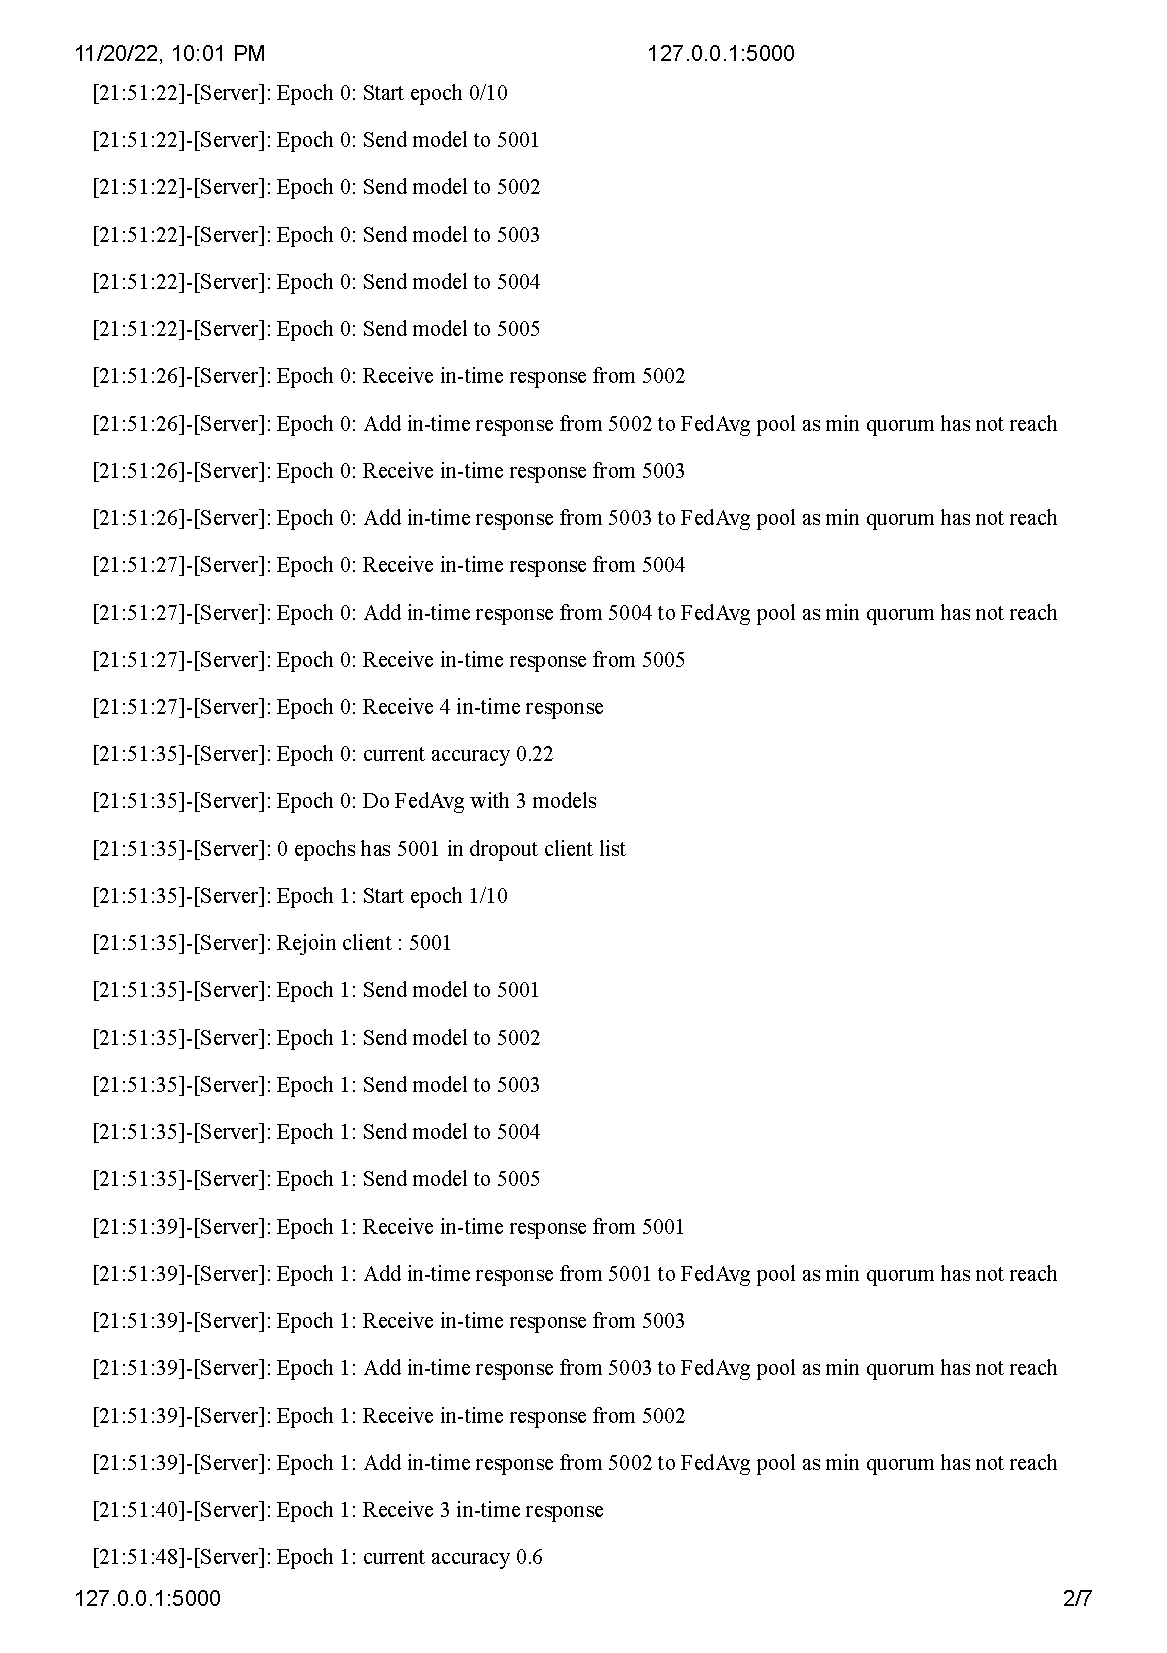 11/20/22, 10:01 PM 127.0.0.1:5000
[21:51:22]-[Server]: Epoch 0: Start epoch 0/10
[21:51:22]-[Server]: Epoch 0: Send model to 5001
[21:51:22]-[Server]: Epoch 0: Send model to 5002
[21:51:22]-[Server]: Epoch 0: Send model to 5003
[21:51:22]-[Server]: Epoch 0: Send model to 5004
[21:51:22]-[Server]: Epoch 0: Send model to 5005
[21:51:26]-[Server]: Epoch 0: Receive in-time response from 5002
[21:51:26]-[Server]: Epoch 0: Add in-time response from 5002 to FedAvg pool as min quorum has not reach
[21:51:26]-[Server]: Epoch 0: Receive in-time response from 5003
[21:51:26]-[Server]: Epoch 0: Add in-time response from 5003 to FedAvg pool as min quorum has not reach
[21:51:27]-[Server]: Epoch 0: Receive in-time response from 5004
[21:51:27]-[Server]: Epoch 0: Add in-time response from 5004 to FedAvg pool as min quorum has not reach
[21:51:27]-[Server]: Epoch 0: Receive in-time response from 5005
[21:51:27]-[Server]: Epoch 0: Receive 4 in-time response
[21:51:35]-[Server]: Epoch 0: current accuracy 0.22
[21:51:35]-[Server]: Epoch 0: Do FedAvg with 3 models
[21:51:35]-[Server]: 0 epochs has 5001 in dropout client list
[21:51:35]-[Server]: Epoch 1: Start epoch 1/10
[21:51:35]-[Server]: Rejoin client : 5001
[21:51:35]-[Server]: Epoch 1: Send model to 5001
[21:51:35]-[Server]: Epoch 1: Send model to 5002
[21:51:35]-[Server]: Epoch 1: Send model to 5003
[21:51:35]-[Server]: Epoch 1: Send model to 5004
[21:51:35]-[Server]: Epoch 1: Send model to 5005
[21:51:39]-[Server]: Epoch 1: Receive in-time response from 5001
[21:51:39]-[Server]: Epoch 1: Add in-time response from 5001 to FedAvg pool as min quorum has not reach
[21:51:39]-[Server]: Epoch 1: Receive in-time response from 5003
[21:51:39]-[Server]: Epoch 1: Add in-time response from 5003 to FedAvg pool as min quorum has not reach
[21:51:39]-[Server]: Epoch 1: Receive in-time response from 5002
[21:51:39]-[Server]: Epoch 1: Add in-time response from 5002 to FedAvg pool as min quorum has not reach
[21:51:40]-[Server]: Epoch 1: Receive 3 in-time response
[21:51:48]-[Server]: Epoch 1: current accuracy 0.6
127.0.0.1:5000 2/7